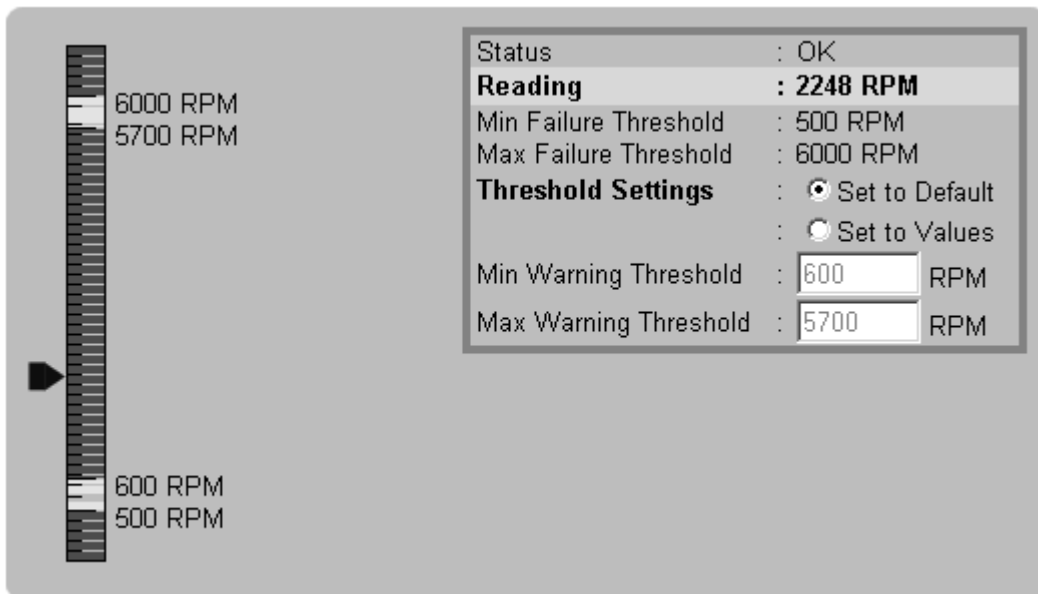 6000 RPM
5700 RPM
600 RPM
500 RPM
Status : OK
Reading : 2248 RPM
Min Failure Threshold : 500 RPM
Max Failure Threshold : 6000 RPM
Threshold Settings : Set to Default
: Set to Values
Min Warning Threshold : 600 RPM
Max Warning Threshold : 5700 RPM